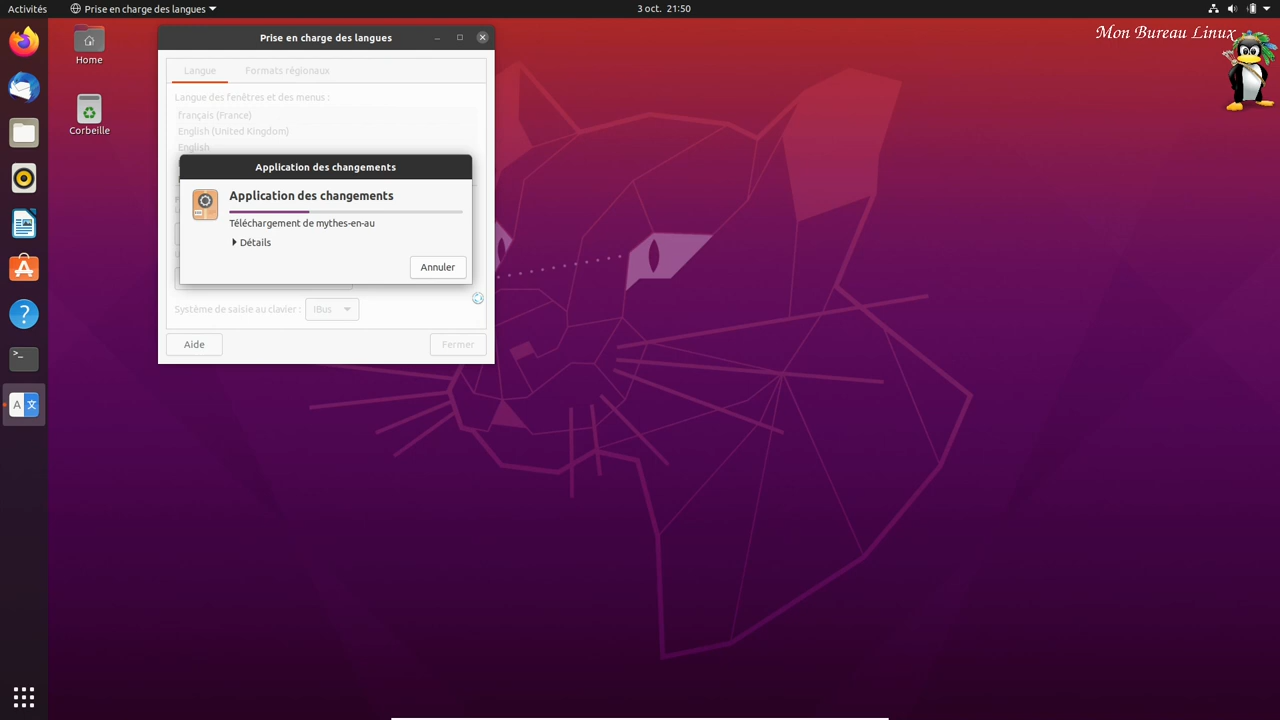 Activités
Prise en charge des langues
3 oct. 21:50
Mon Bureau Linux
Home
Corbeille
Prise en charge des langues
Langue
Formats régionaux
Langue des fenêtres et des menus :
français (France)
English (United Kingdom)
English
Application des changements
Application des changements
Téléchargement de mythes-en-au
Détails
Annuler
Système de saisie au clavier :
IBus
Aide
Fermer